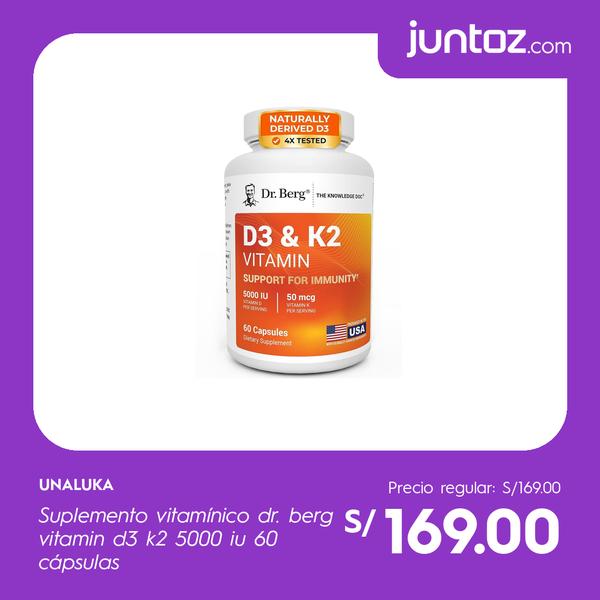 juntoz.com
NATURALLY
DERIVED D3
4X TESTED
Dr. Berg® THE KNOWLEDGE DOC®
D3 & K2
VITAMIN
SUPPORT FOR IMMUNITY†
5000 IU 50 mcg
VITAMIN D VITAMIN K
PER SERVING PER SERVING
60 Capsules
Dietary Supplement
USA
UNALUKA
Precio regular: S/169.00
Suplemento vitamínico dr. berg
vitamin d3 k2 5000 iu 60
cápsulas
S/ 169.00